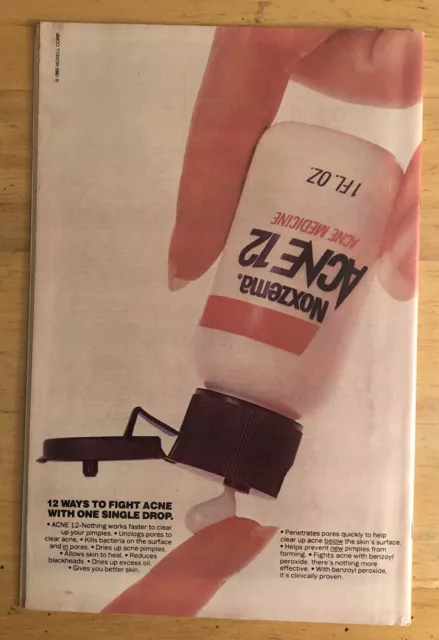 © 1985 NOXELL CORP.
1 FL. OZ.
ACNE MEDICINE
ACNE 12
NOXZema.
12 WAYS TO FIGHT ACNE
WITH ONE SINGLE DROP.
• ACNE 12-Nothing works faster to clear
up your pimples. • Unclogs pores to
clear acne. • Kills bacteria on the surface
and in pores. • Dries up acne pimples.
• Allows skin to heal. • Reduces
blackheads. • Dries up excess oil.
• Gives you better skin.
• Penetrates pores quickly to help
clear up acne below the skin's surface.
• Helps prevent new pimples from
forming. • Fights acne with benzoyl
peroxide, there's nothing more
effective. • With benzoyl peroxide,
it's clinically proven.